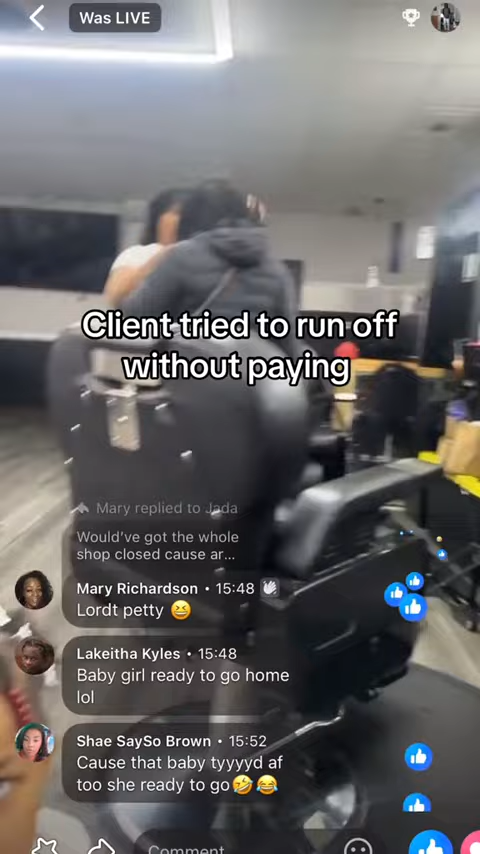 Was LIVE
Client tried to run off
without paying
Mary replied to Jada
Would've got the whole
shop closed cause ar...
Mary Richardson • 15:48
Lordt petty 😆
Lakeitha Kyles • 15:48
Baby girl ready to go home
lol
Shae SaySo Brown • 15:52
Cause that baby tyyyyd af
too she ready to go🤣😂
Comment